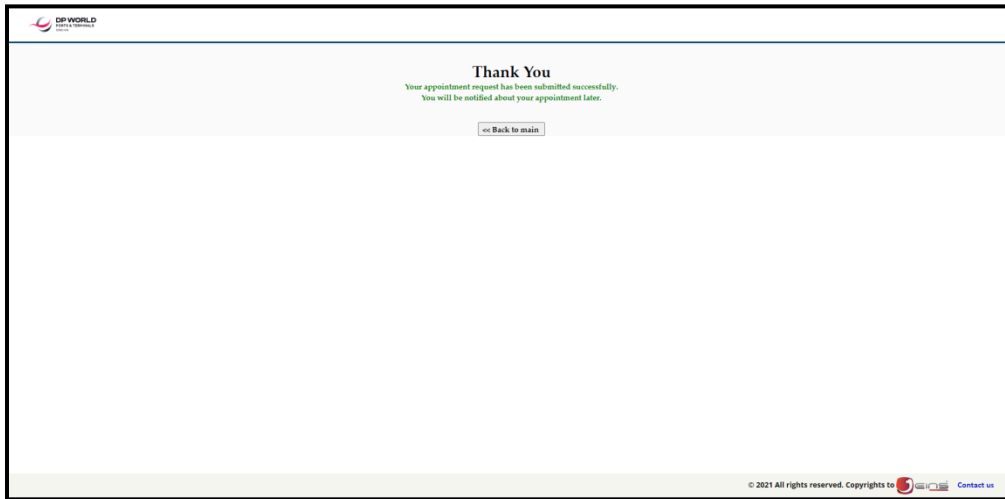 DP WORLD
PORTS & TERMINALS
Thank You
Your appointment request has been submitted successfully.
You will be notified about your appointment later.
<< Back to main
© 2021 All rights reserved. Copyrights to
Contact us